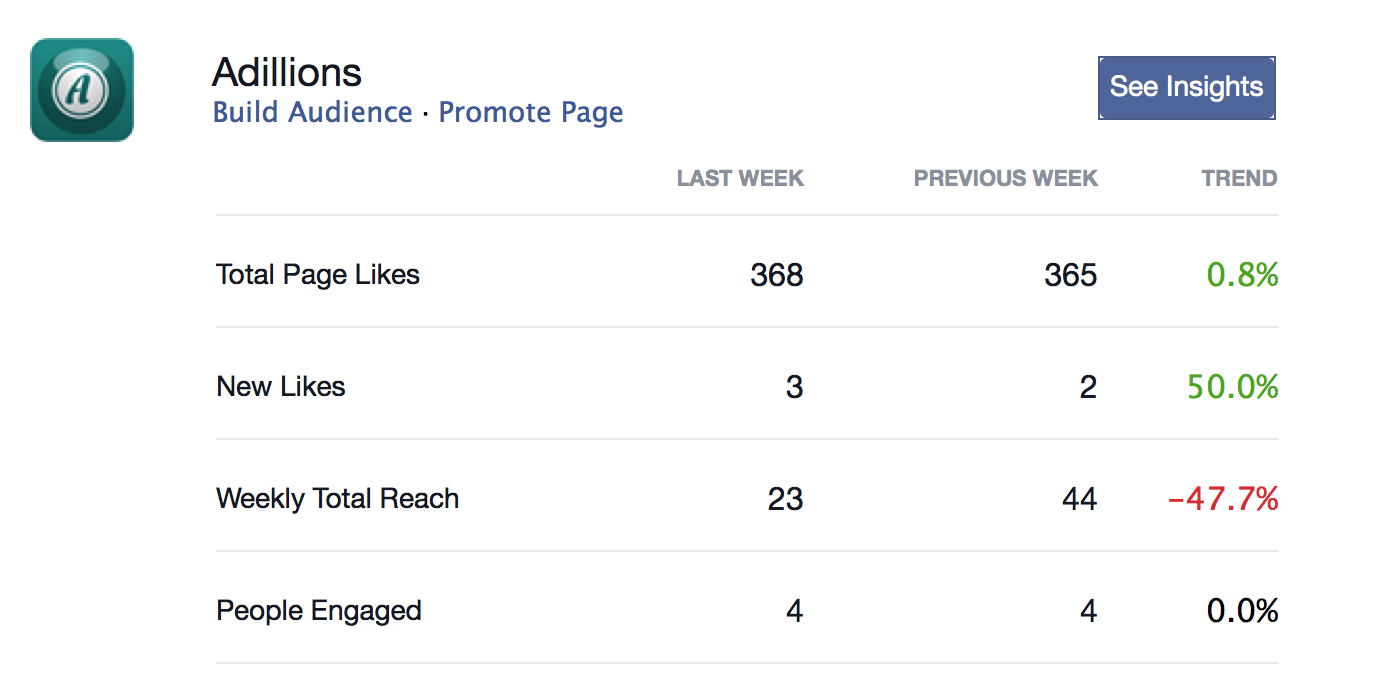 A
Adillions
Build Audience · Promote Page
See Insights
LAST WEEK PREVIOUS WEEK TREND
Total Page Likes 368 365 0.8%
New Likes 3 2 50.0%
Weekly Total Reach 23 44 -47.7%
People Engaged 4 4 0.0%